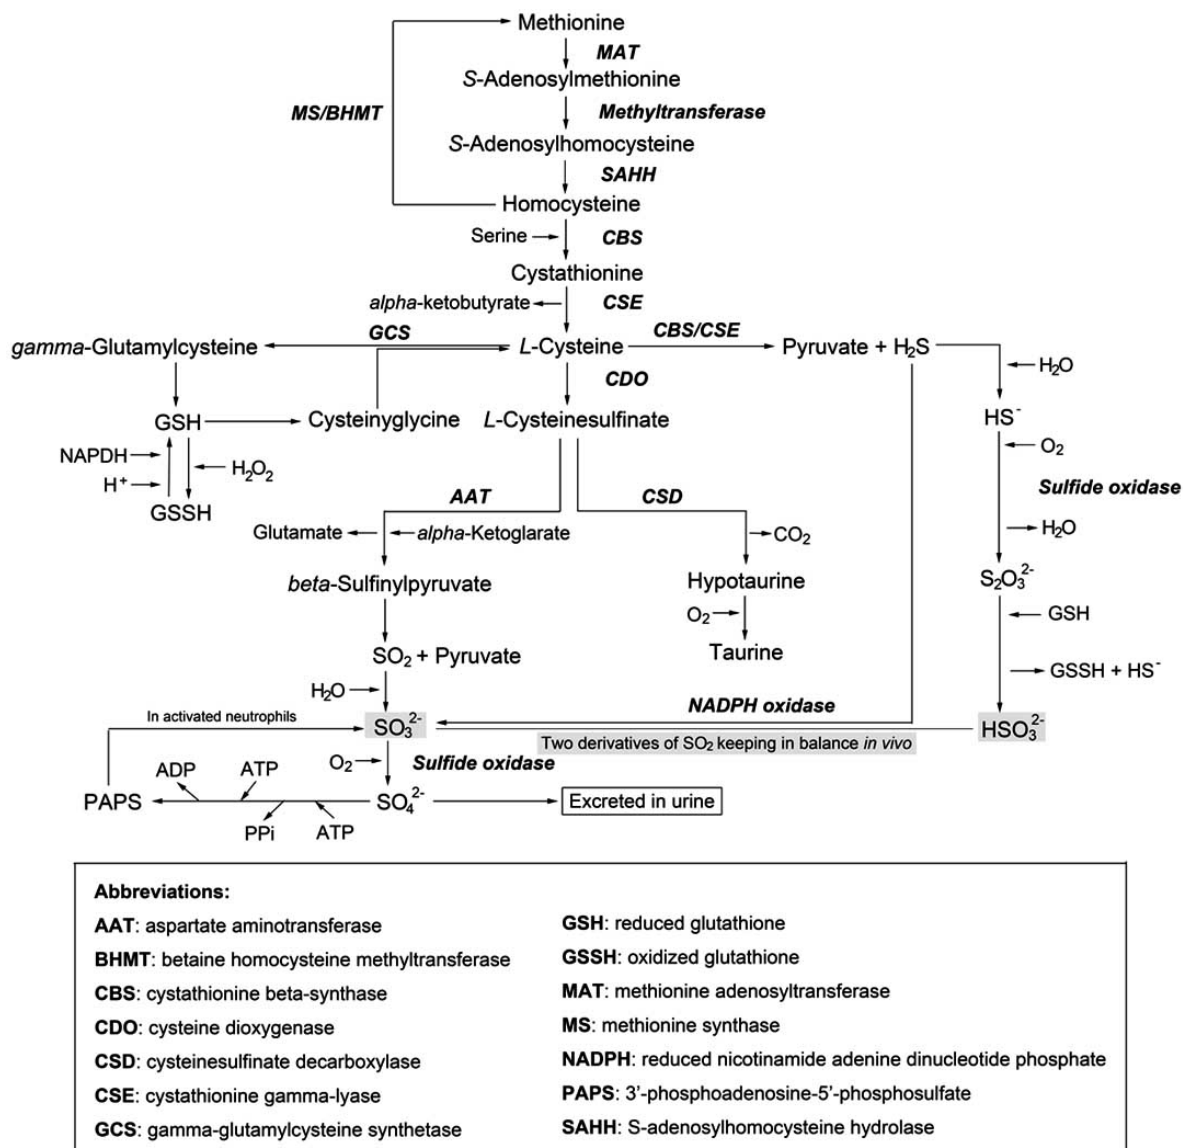 Methionine
MAT
S-Adenosylmethionine
MS/BHMT
Methyltransferase
S-Adenosylhomocysteine
SAHH
Homocysteine
Serine
CBS
Cystathionine
alpha-ketobutyrate
CSE
GCS
CBS/CSE
gamma-Glutamylcysteine
L-Cysteine
Pyruvate + H₂S
H₂O
CDO
GSH
Cysteinyglycine
L-Cysteinesulfinate
HS⁻
O₂
NAPDH
H₂O₂
H⁺
Sulfide oxidase
GSSH
AAT
CSD
Glutamate
alpha-Ketoglarate
CO₂
H₂O
beta-Sulfinylpyruvate
Hypotaurine
S₂O₃²⁻
O₂
GSH
SO₂ + Pyruvate
Taurine
GSSH + HS⁻
H₂O
NADPH oxidase
In activated neutrophils
SO₃²⁻
HSO₃²⁻
Two derivatives of SO₂ keeping in balance in vivo
O₂
Sulfide oxidase
ADP
ATP
PAPS
SO₄²⁻
Excreted in urine
PPi
ATP
Abbreviations:
AAT: aspartate aminotransferase
BHMT: betaine homocysteine methyltransferase
CBS: cystathionine beta-synthase
CDO: cysteine dioxygenase
CSD: cysteinesulfinate decarboxylase
CSE: cystathionine gamma-lyase
GCS: gamma-glutamylcysteine synthetase
GSH: reduced glutathione
GSSH: oxidized glutathione
MAT: methionine adenosyltransferase
MS: methionine synthase
NADPH: reduced nicotinamide adenine dinucleotide phosphate
PAPS: 3’-phosphoadenosine-5’-phosphosulfate
SAHH: S-adenosylhomocysteine hydrolase